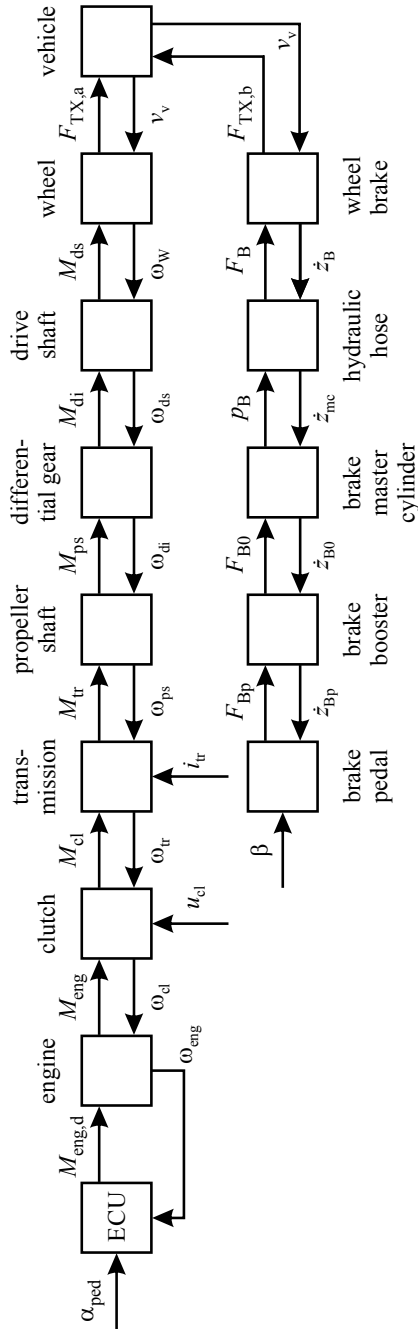 α_ped
ECU
M_eng,d
engine
ω_eng
M_eng
ω_cl
clutch
u_cl
M_cl
ω_tr
trans-
mission
i_tr
M_tr
ω_ps
propeller
shaft
M_ps
ω_di
differen-
tial gear
M_di
ω_ds
drive
shaft
M_ds
ω_W
wheel
F_TX,a
v_v
vehicle
β
brake
pedal
F_Bp
ż_Bp
brake
booster
F_B0
ż_B0
brake
master
cylinder
p_B
ż_mc
hydraulic
hose
F_B
ż_B
wheel
brake
F_TX,b
v_v